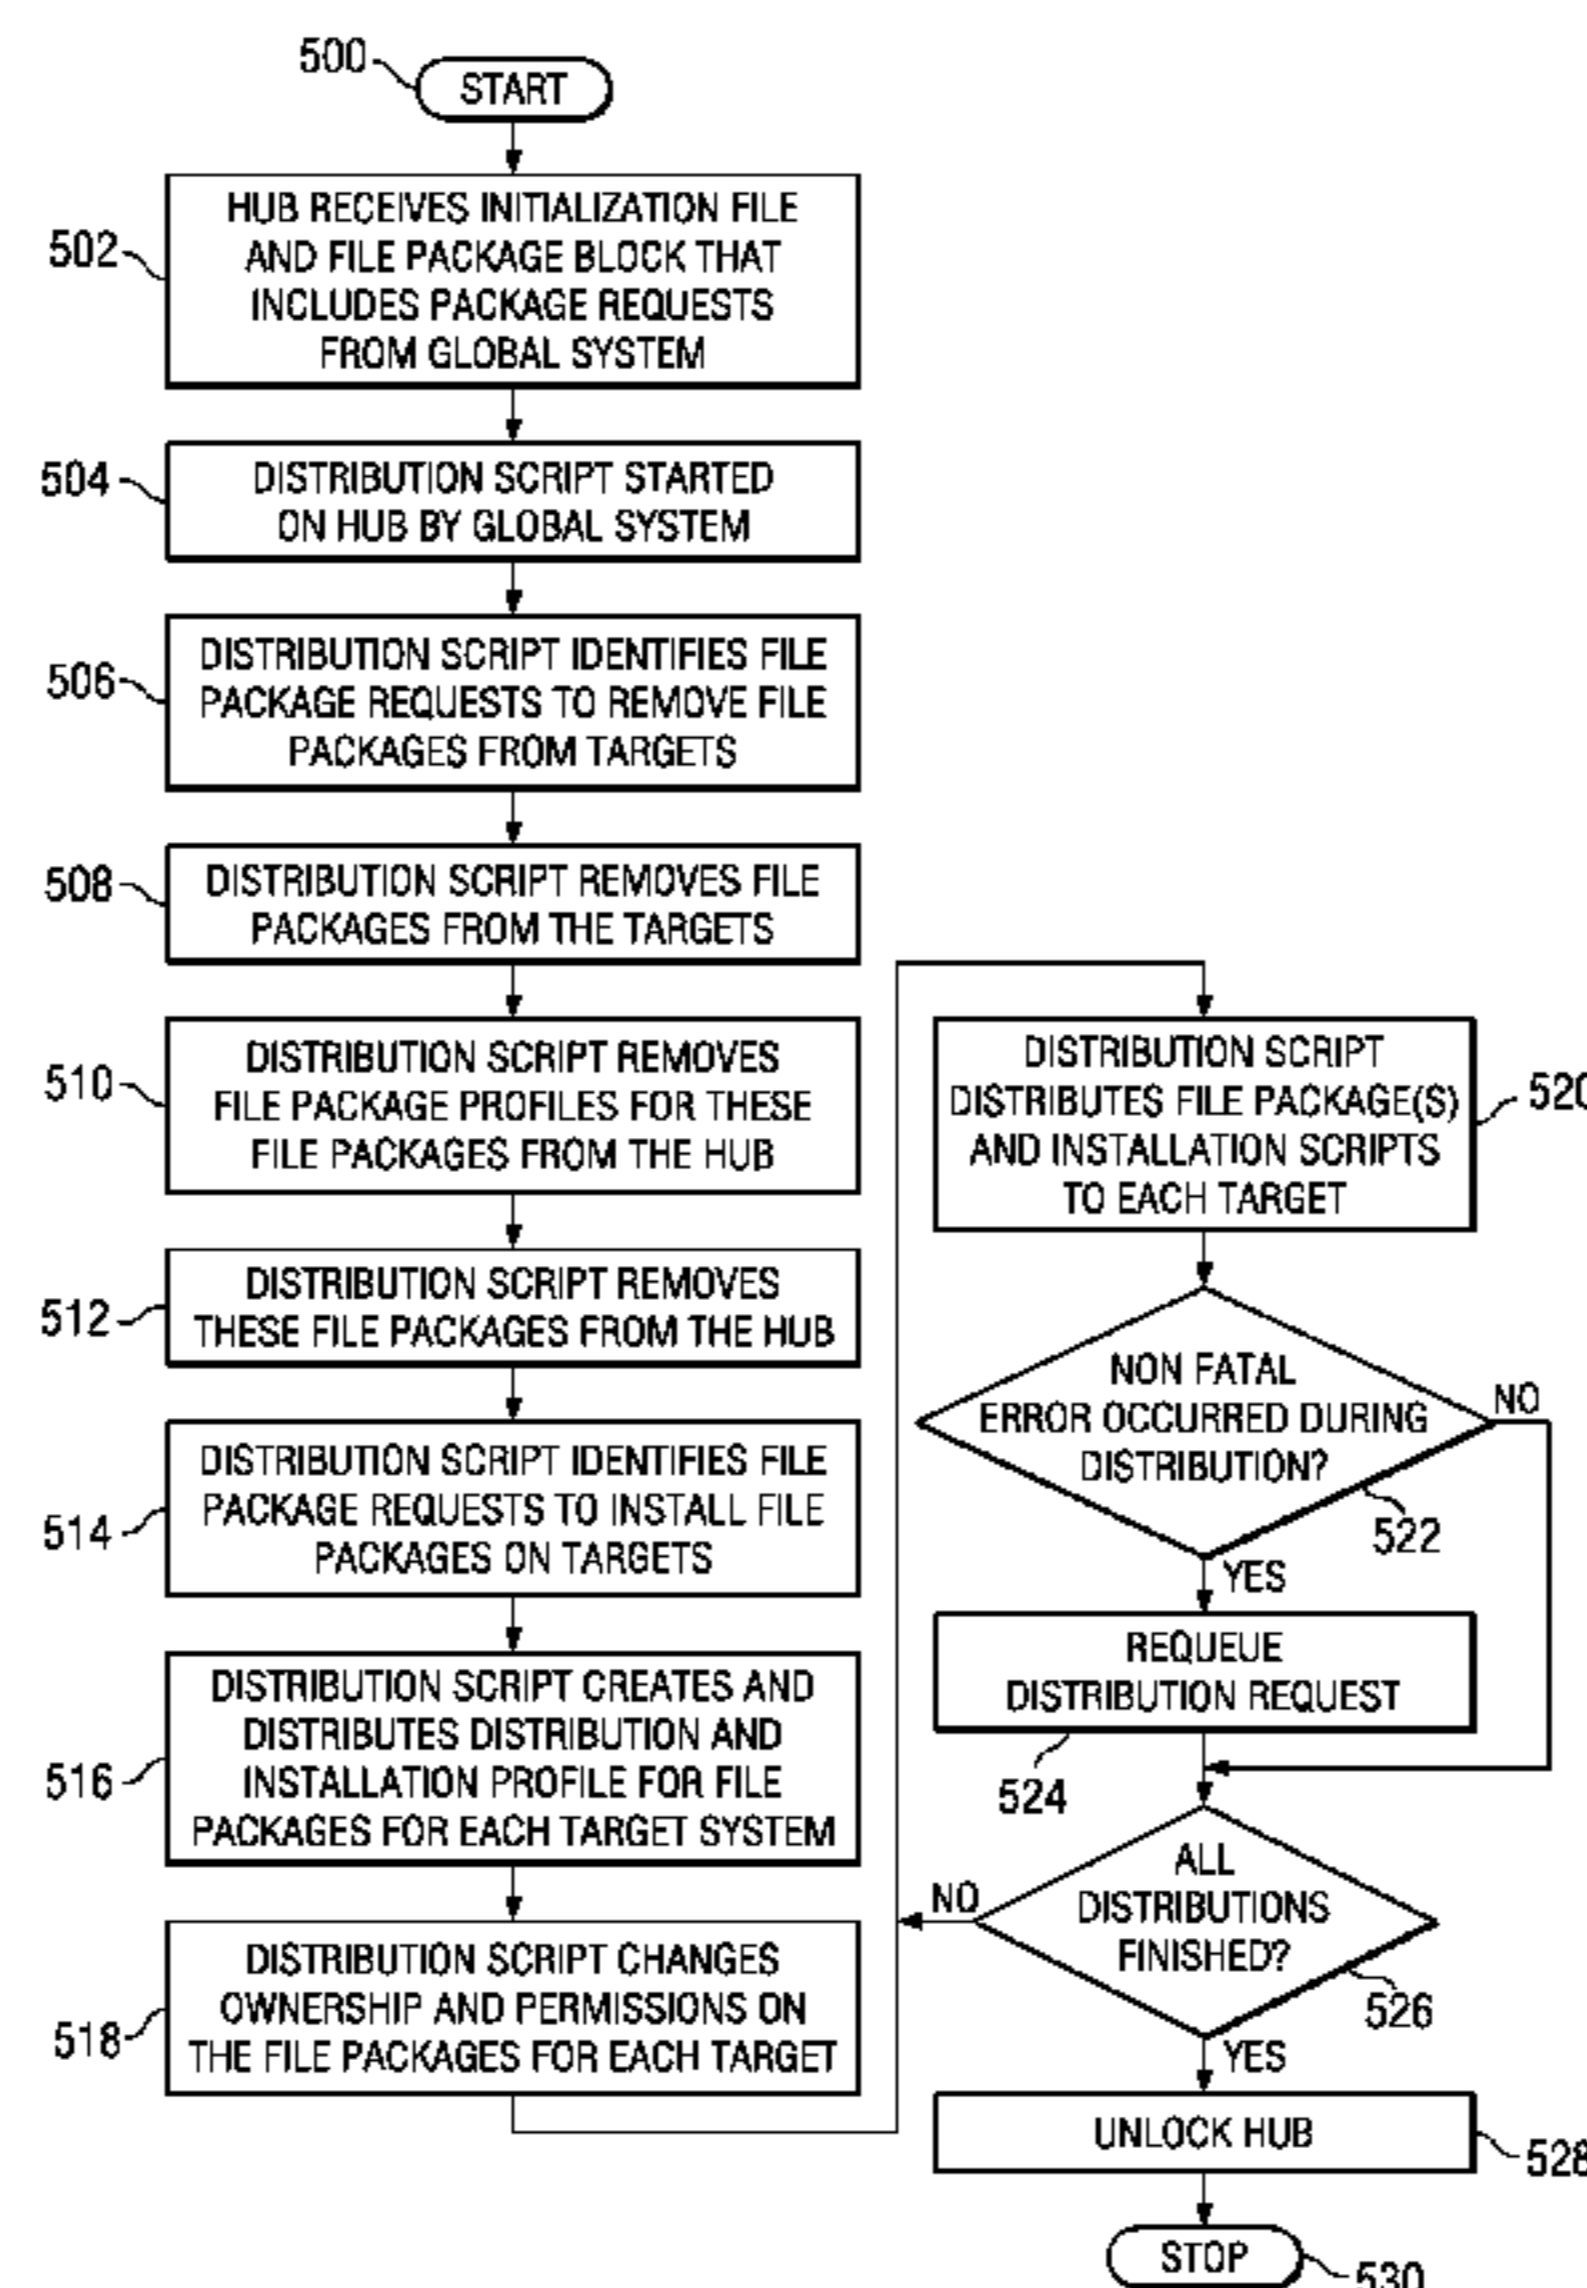 500
START
502
HUB RECEIVES INITIALIZATION FILE
AND FILE PACKAGE BLOCK THAT
INCLUDES PACKAGE REQUESTS
FROM GLOBAL SYSTEM
504
DISTRIBUTION SCRIPT STARTED
ON HUB BY GLOBAL SYSTEM
506
DISTRIBUTION SCRIPT IDENTIFIES FILE
PACKAGE REQUESTS TO REMOVE FILE
PACKAGES FROM TARGETS
508
DISTRIBUTION SCRIPT REMOVES FILE
PACKAGES FROM THE TARGETS
510
DISTRIBUTION SCRIPT REMOVES
FILE PACKAGE PROFILES FOR THESE
FILE PACKAGES FROM THE HUB
512
DISTRIBUTION SCRIPT REMOVES
THESE FILE PACKAGES FROM THE HUB
514
DISTRIBUTION SCRIPT IDENTIFIES FILE
PACKAGE REQUESTS TO INSTALL FILE
PACKAGES ON TARGETS
516
DISTRIBUTION SCRIPT CREATES AND
DISTRIBUTES DISTRIBUTION AND
INSTALLATION PROFILE FOR FILE
PACKAGES FOR EACH TARGET SYSTEM
518
DISTRIBUTION SCRIPT CHANGES
OWNERSHIP AND PERMISSIONS ON
THE FILE PACKAGES FOR EACH TARGET
DISTRIBUTION SCRIPT
DISTRIBUTES FILE PACKAGE(S)
AND INSTALLATION SCRIPTS
TO EACH TARGET
520
NON FATAL
ERROR OCCURRED DURING
DISTRIBUTION?
NO
522
YES
REQUEUE
DISTRIBUTION REQUEST
524
ALL
DISTRIBUTIONS
FINISHED?
NO
526
YES
UNLOCK HUB
528
STOP
530